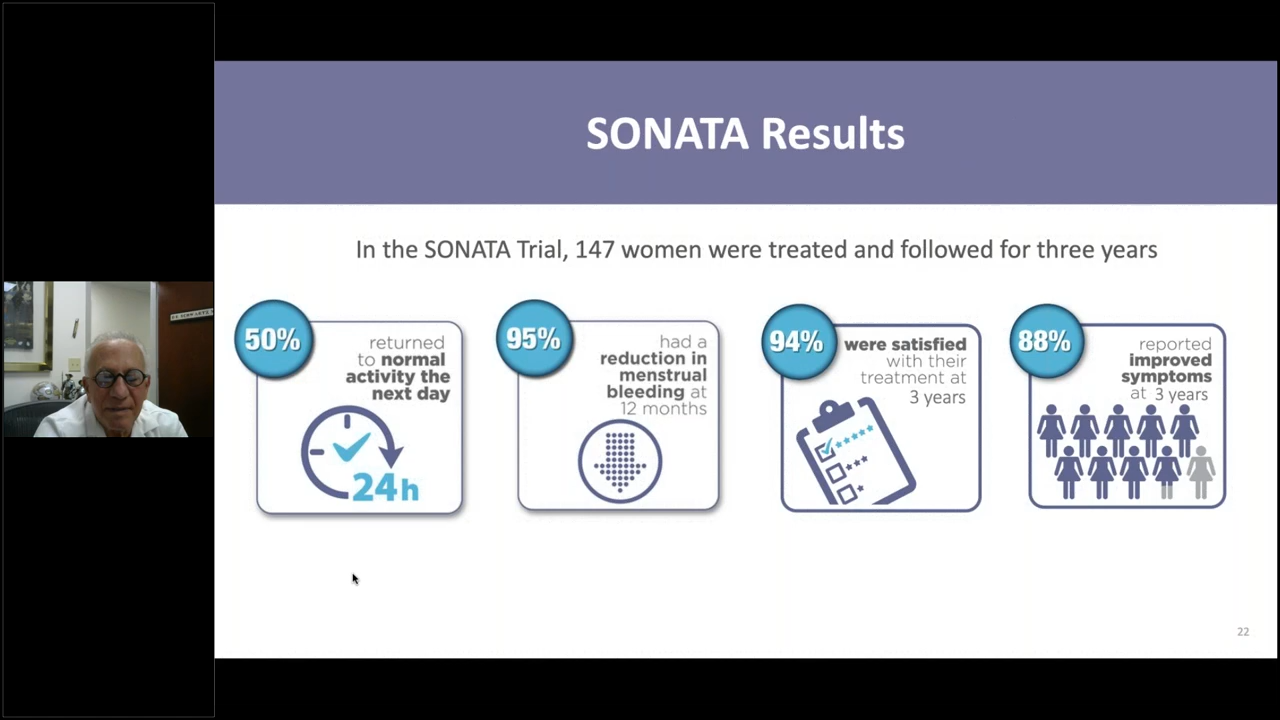 SONATA Results
In the SONATA Trial, 147 women were treated and followed for three years
50%
returned
to normal
activity the
next day
24h
95%
had a
reduction in
menstrual
bleeding at
12 months
94%
were satisfied
with their
treatment at
3 years
88%
reported
improved
symptoms
at 3 years
22